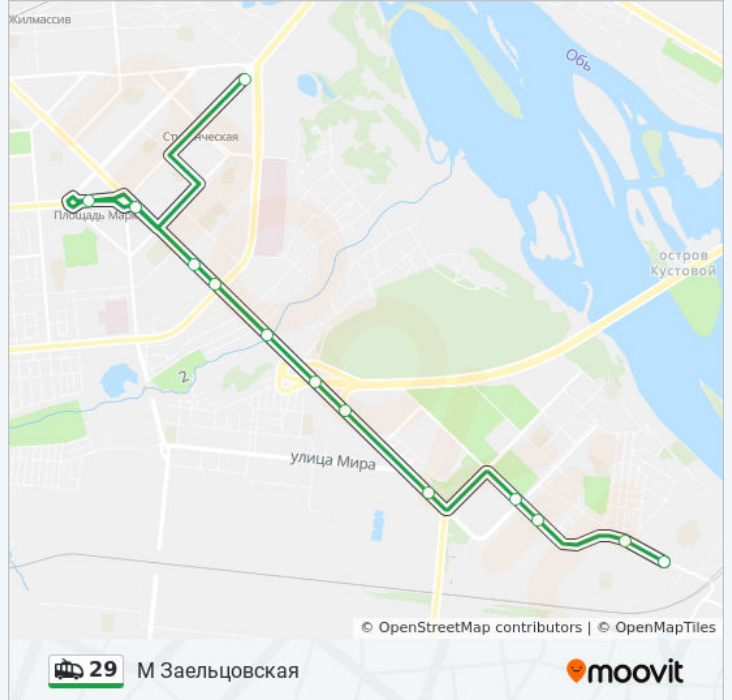 Жилмассив
Обь
Площадь Марк
остров
Кустовой
2
улица Мира
© OpenStreetMap contributors | © OpenMapTiles
29 М Заельцовская
moovit